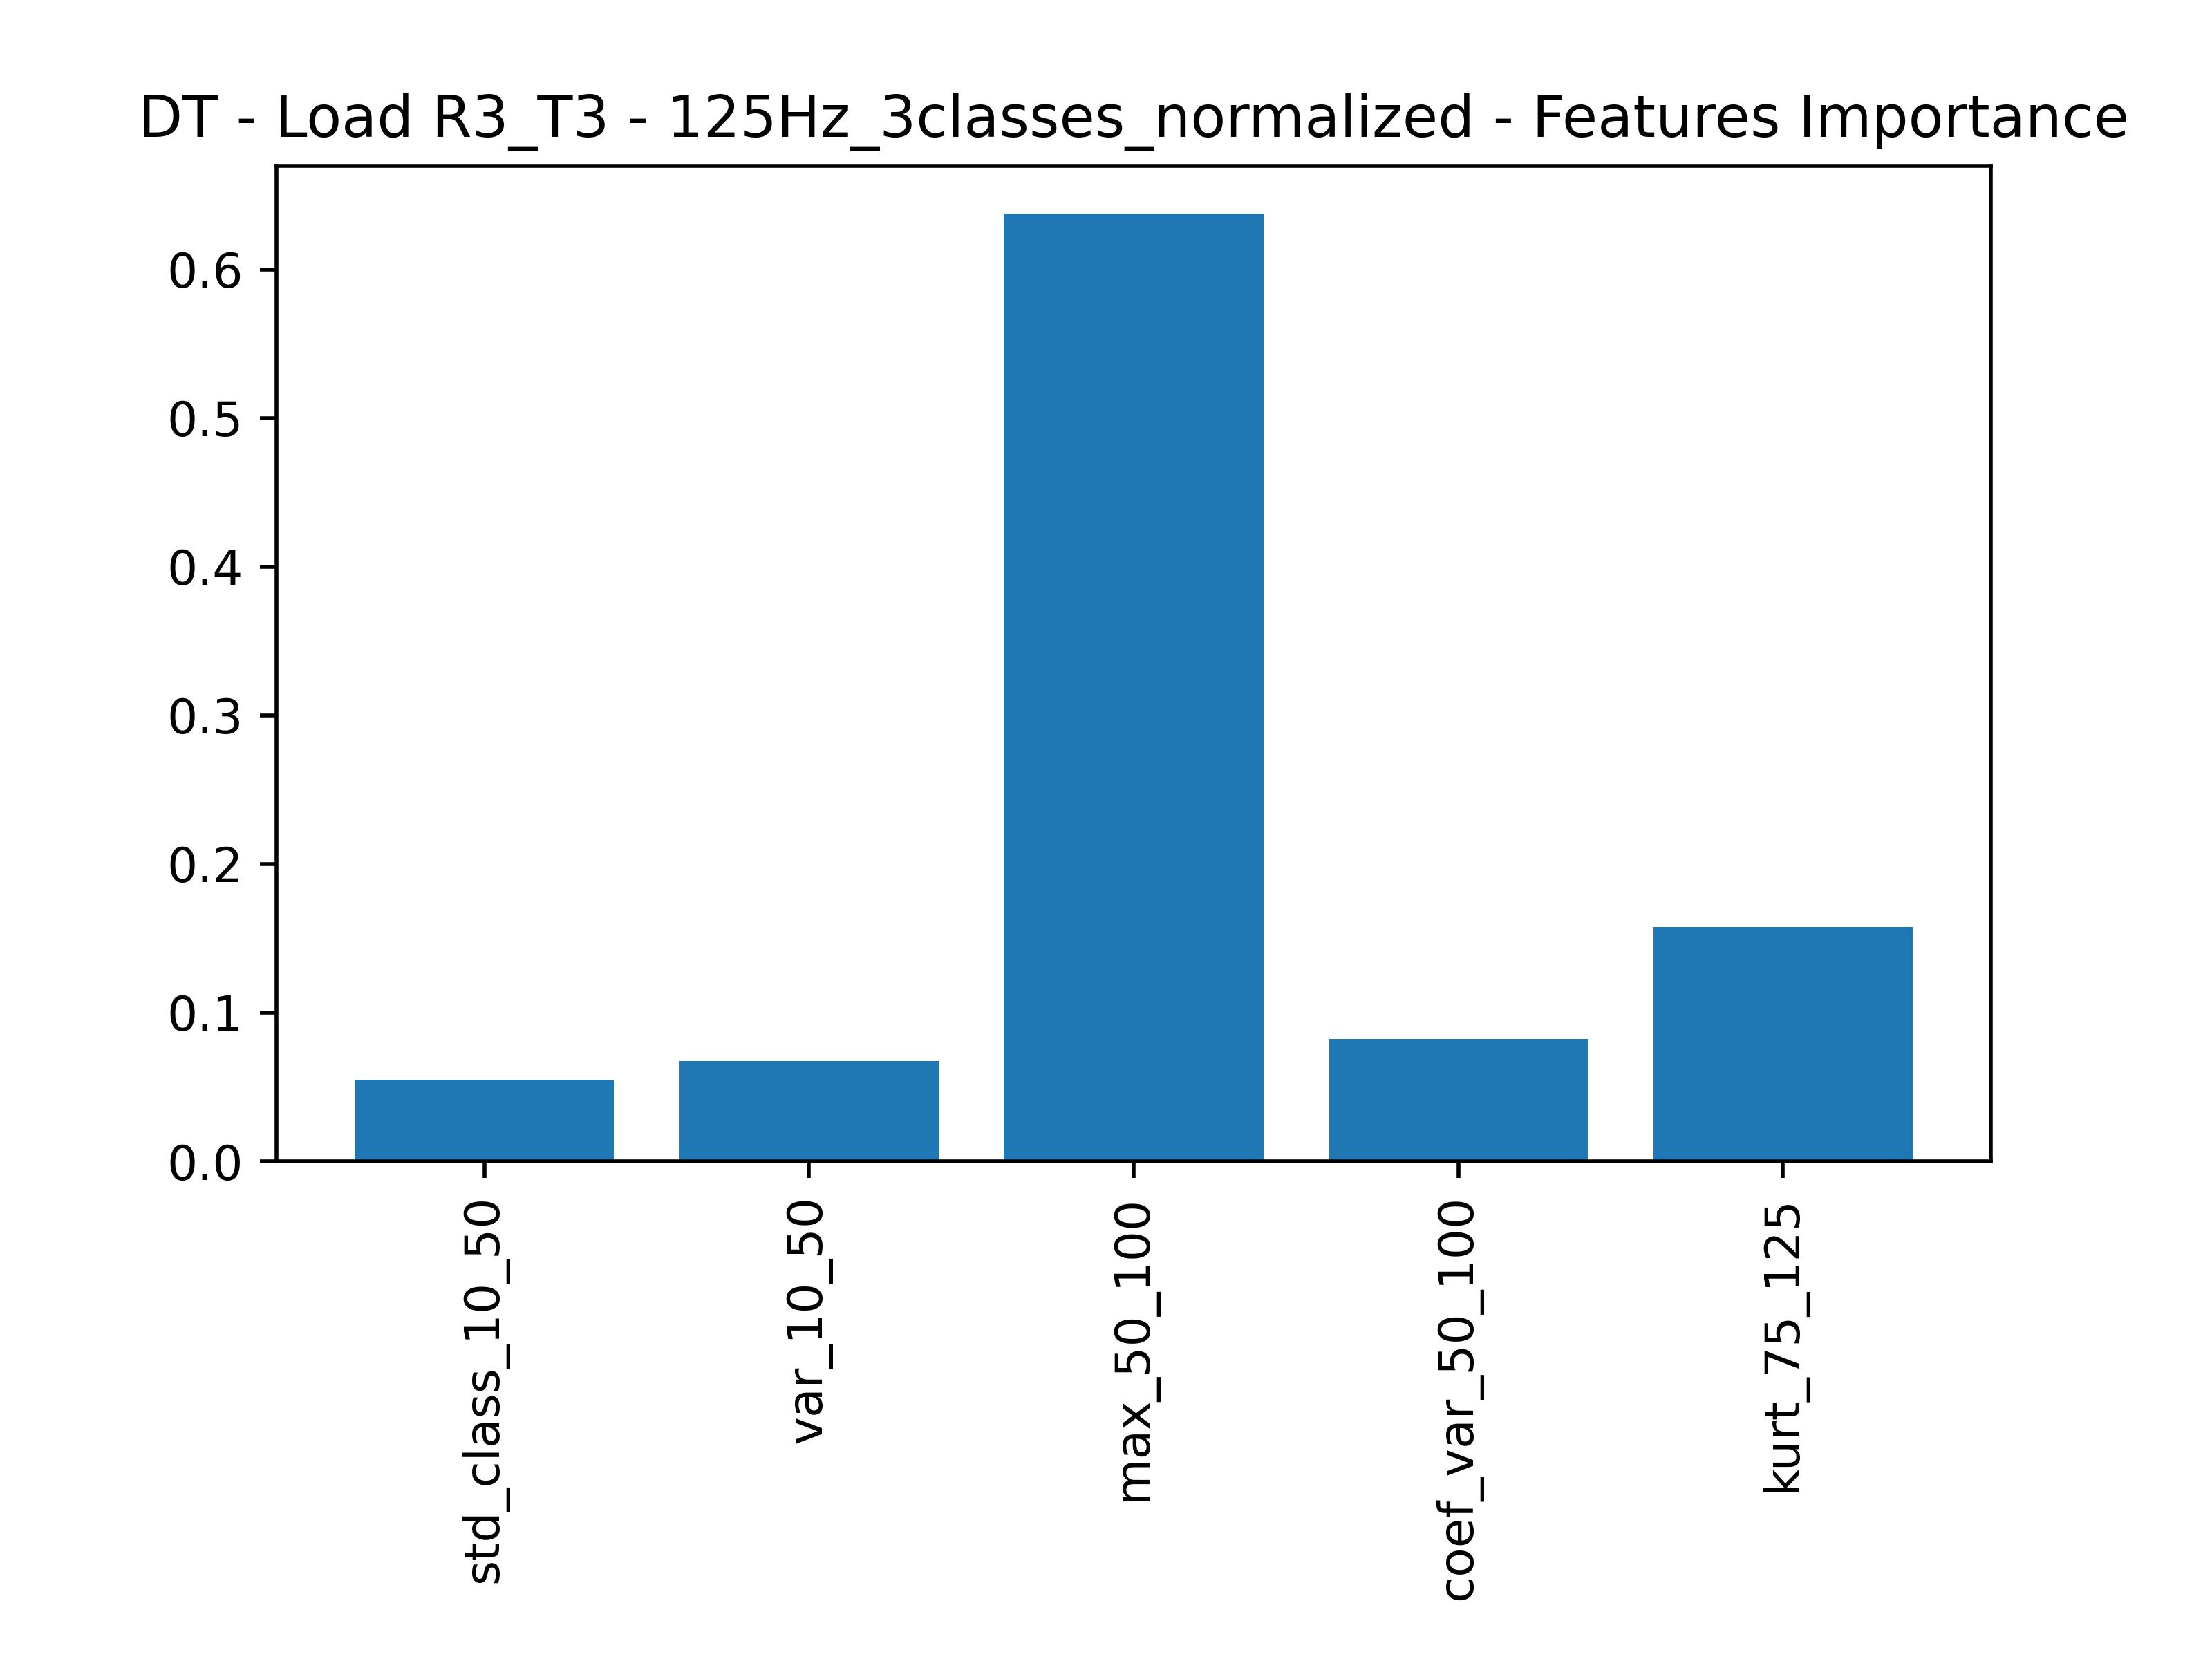 DT - Load R3_T3 - 125Hz_3classes_normalized - Features Importance
0.6
0.5
0.4
0.3
0.2
0.1
0.0
std_class_10_50
var_10_50
max_50_100
coef_var_50_100
kurt_75_125